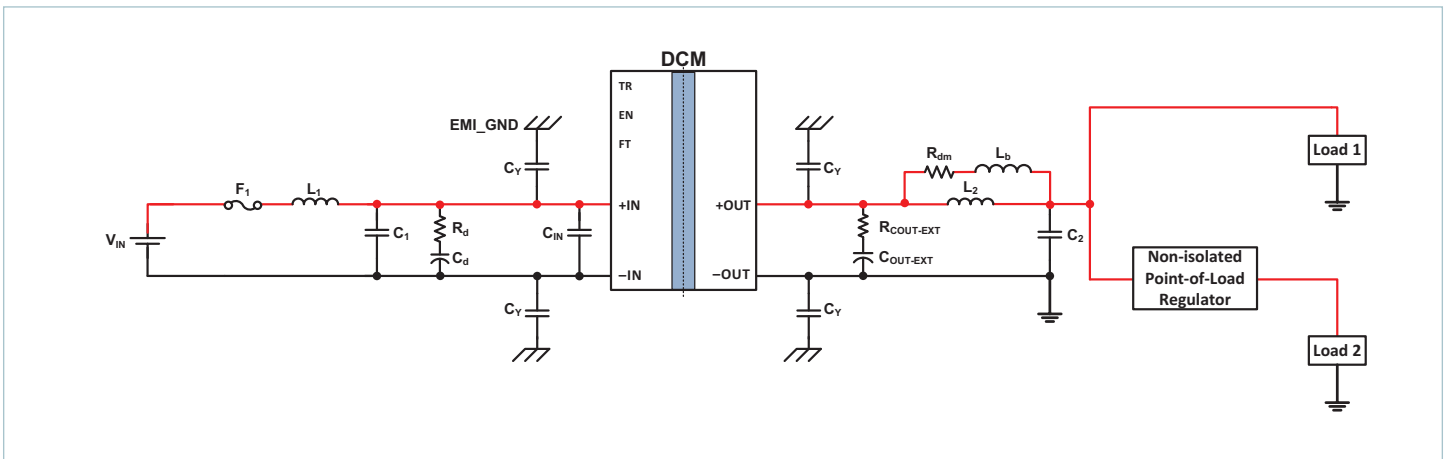 DCM
TR
EN
FT
EMI_GND
CY
CY
Rdm
Lb
Load 1
F1
L1
L2
+IN
+OUT
VIN
C1
Rd
Cd
CIN
RCOUT-EXT
COUT-EXT
C2
–IN
–OUT
Non-isolated
Point-of-Load
Regulator
CY
CY
Load 2